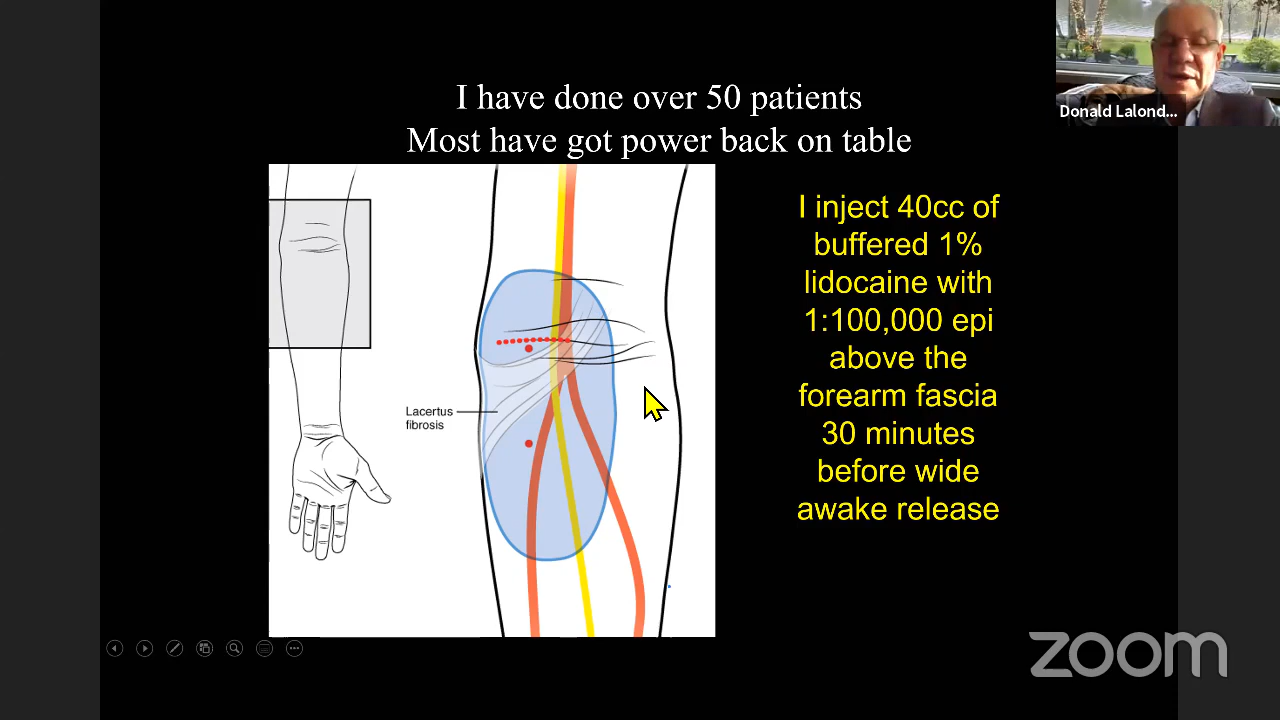 I have done over 50 patients
Most have got power back on table
Donald Lalond...
I inject 40cc of
buffered 1%
lidocaine with
1:100,000 epi
above the
forearm fascia
30 minutes
before wide
awake release
Lacertus
fibrosis
zoom